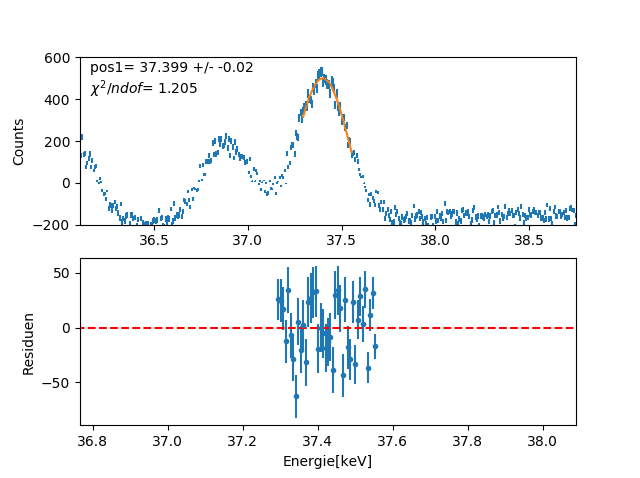 600
pos1= 37.399 +/- -0.02
χ²/ndof= 1.205
400
200
0
−200
Counts
36.5 37.0 37.5 38.0 38.5
50
0
−50
Residuen
36.8 37.0 37.2 37.4 37.6 37.8 38.0
Energie[keV]